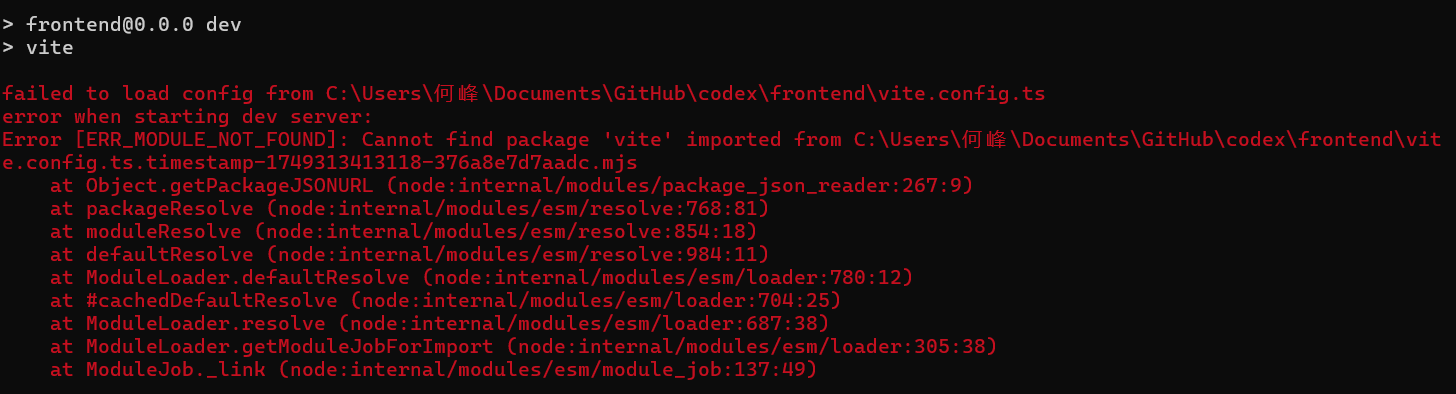 > frontend@0.0.0 dev
> vite
failed to load config from C:\Users\何峰\Documents\GitHub\codex\frontend\vite.config.ts
error when starting dev server:
Error [ERR_MODULE_NOT_FOUND]: Cannot find package 'vite' imported from C:\Users\何峰\Documents\GitHub\codex\frontend\vit
e.config.ts.timestamp-1749313413118-376a8e7d7aadc.mjs
    at Object.getPackageJSONURL (node:internal/modules/package_json_reader:267:9)
    at packageResolve (node:internal/modules/esm/resolve:768:81)
    at moduleResolve (node:internal/modules/esm/resolve:854:18)
    at defaultResolve (node:internal/modules/esm/resolve:984:11)
    at ModuleLoader.defaultResolve (node:internal/modules/esm/loader:780:12)
    at #cachedDefaultResolve (node:internal/modules/esm/loader:704:25)
    at ModuleLoader.resolve (node:internal/modules/esm/loader:687:38)
    at ModuleLoader.getModuleJobForImport (node:internal/modules/esm/loader:305:38)
    at ModuleJob._link (node:internal/modules/esm/module_job:137:49)